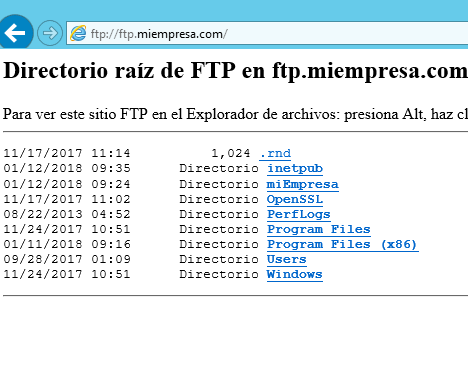 ftp://ftp.miempresa.com/
Directorio raíz de FTP en ftp.miempresa.com
Para ver este sitio FTP en el Explorador de archivos: presiona Alt, haz
11/17/2017 11:14 1,024 .rnd
01/12/2018 09:35 Directorio inetpub
01/12/2018 09:24 Directorio miEmpresa
11/17/2017 11:02 Directorio OpenSSL
08/22/2013 04:52 Directorio PerfLogs
11/24/2017 10:51 Directorio Program Files
01/11/2018 09:16 Directorio Program Files (x86)
09/28/2017 01:09 Directorio Users
11/24/2017 10:51 Directorio Windows